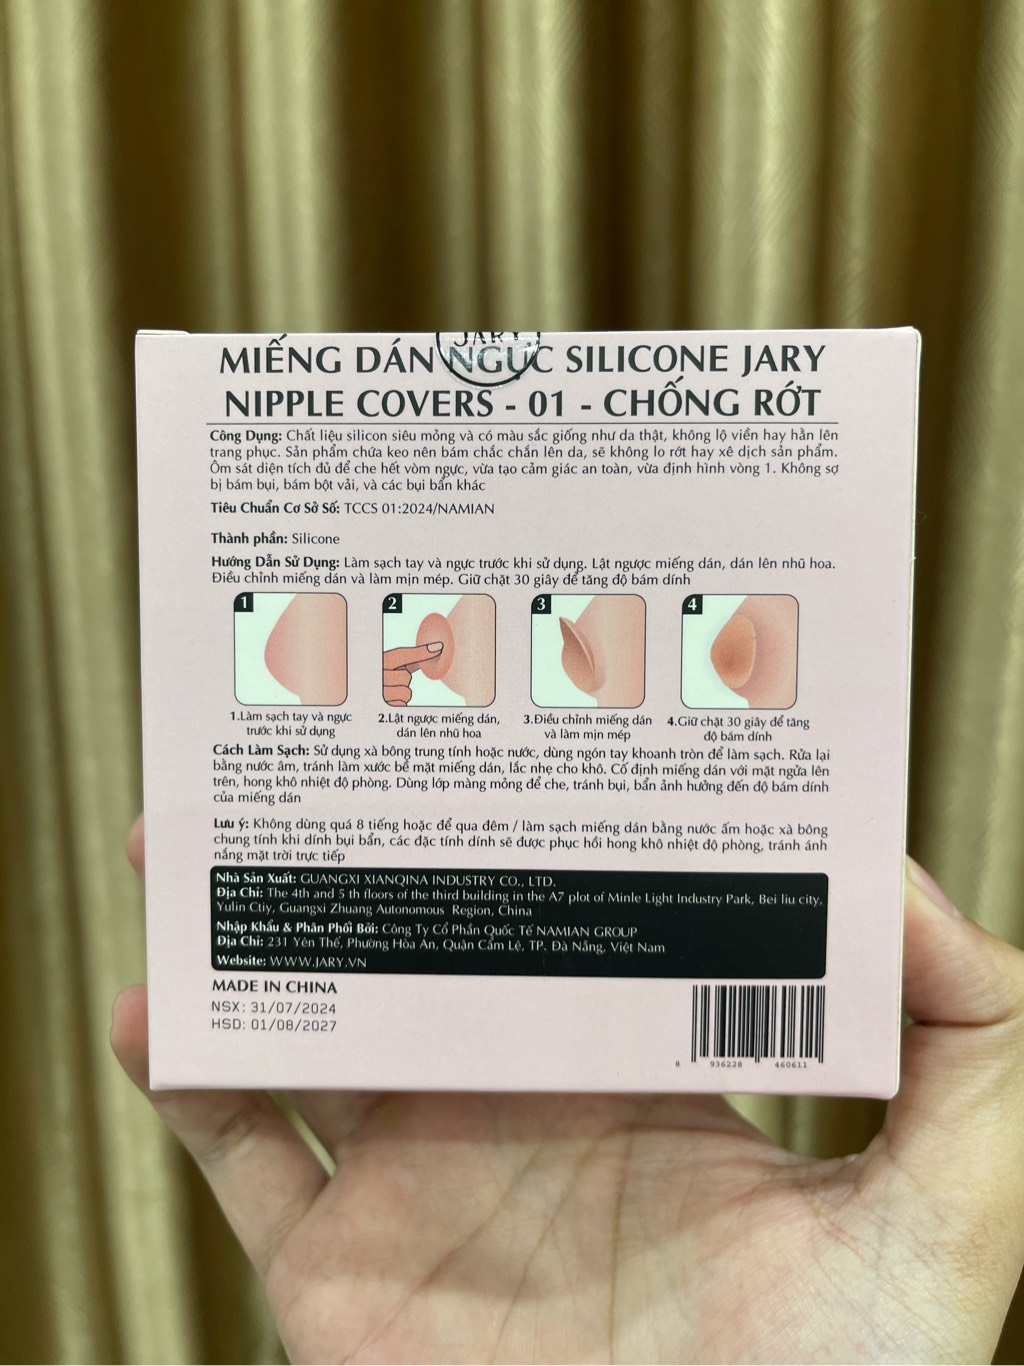 JARY
MIẾNG DÁN NGỰC SILICONE JARY
NIPPLE COVERS - 01 - CHỐNG RỚT
Công Dụng: Chất liệu silicon siêu mỏng và có màu sắc giống như da thật, không lộ viền hay hằn lên
trang phục. Sản phẩm chứa keo nên bám chắc chắn lên da, sẽ không lo rớt hay xê dịch sản phẩm.
Ôm sát diện tích đủ để che hết vòm ngực, vừa tạo cảm giác an toàn, vừa định hình vòng 1. Không sợ
bị bám bụi, bám bột vải, và các bụi bẩn khác
Tiêu Chuẩn Cơ Sở Số: TCCS 01:2024/NAMIAN
Thành phần: Silicone
Hướng Dẫn Sử Dụng: Làm sạch tay và ngực trước khi sử dụng. Lật ngược miếng dán, dán lên nhũ hoa.
Điều chỉnh miếng dán và làm mịn mép. Giữ chặt 30 giây để tăng độ bám dính
1 2 3 4
1.Làm sạch tay và ngực
trước khi sử dụng
2.Lật ngược miếng dán,
dán lên nhũ hoa
3.Điều chỉnh miếng dán
và làm mịn mép
4.Giữ chặt 30 giây để tăng
độ bám dính
Cách Làm Sạch: Sử dụng xà bông trung tính hoặc nước, dùng ngón tay khoanh tròn để làm sạch. Rửa lại
bằng nước âm, tránh làm xước bề mặt miếng dán, lắc nhẹ cho khô. Cố định miếng dán với mặt ngửa lên
trên, hong khô nhiệt độ phòng. Dùng lớp màng mỏng để che, tránh bụi, bẩn ảnh hưởng đến độ bám dính
của miếng dán
Lưu ý: Không dùng quá 8 tiếng hoặc để qua đêm / làm sạch miếng dán bằng nước ấm hoặc xà bông
chung tính khi dính bụi bẩn, các đặc tính dính sẽ được phục hồi hong khô nhiệt độ phòng, tránh ánh
nắng mặt trời trực tiếp
Nhà Sản Xuất: GUANGXI XIANQINA INDUSTRY CO., LTD.
Địa Chỉ: The 4th and 5 th floors of the third building in the A7 plot of Minle Light Industry Park, Bei liu city,
Yulin Ctiy, Guangxi Zhuang Autonomous Region, China
Nhập Khẩu & Phân Phối Bởi: Công Ty Cổ Phần Quốc Tế NAMIAN GROUP
Địa Chỉ: 231 Yên Thế, Phường Hòa An, Quận Cẩm Lệ, TP. Đà Nẵng, Việt Nam
Website: WWW.JARY.VN
MADE IN CHINA
NSX: 31/07/2024
HSD: 01/08/2027
8 936228 460611